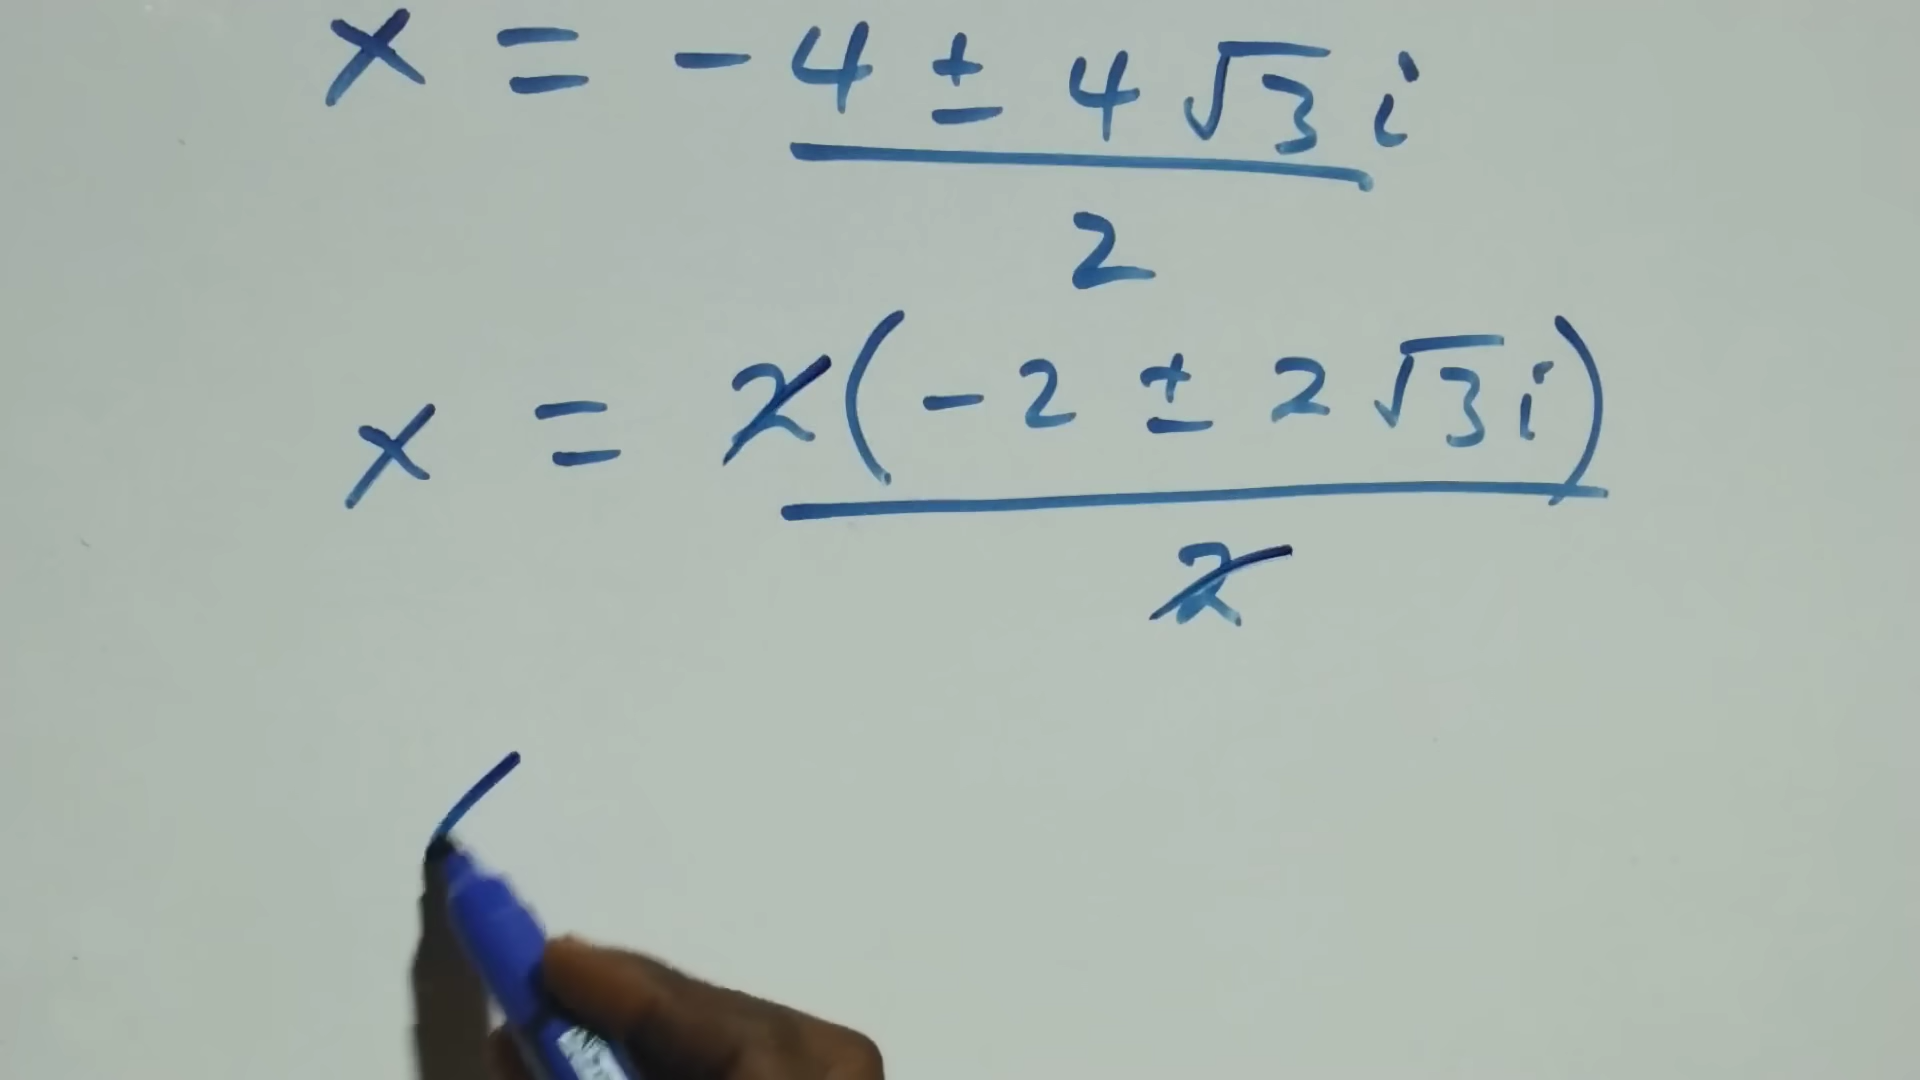 x = -4 ± 4√3 i
2
x = 2(-2 ± 2√3 i)
2